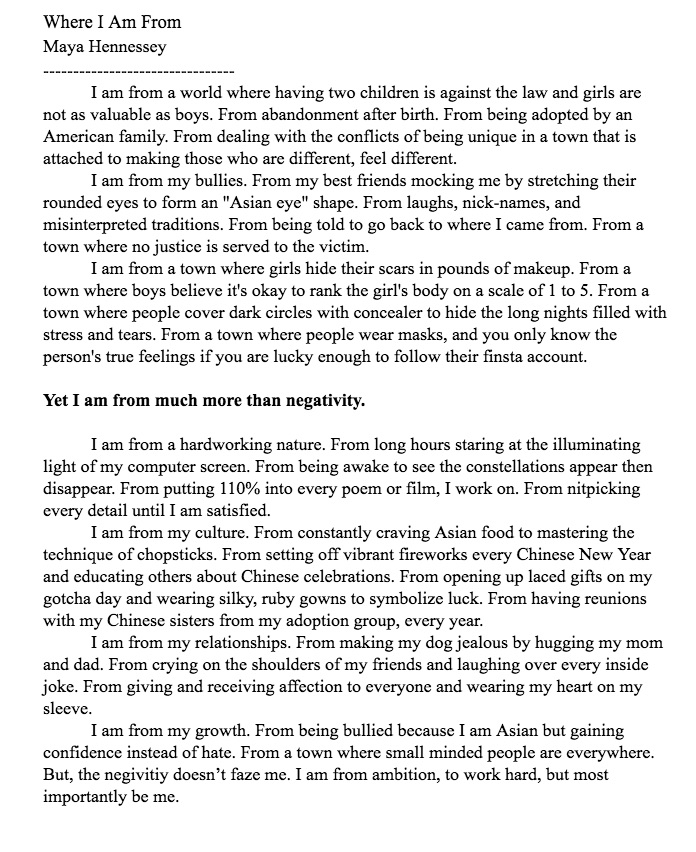 Where I Am From
Maya Hennessey
---------------------------------
I am from a world where having two children is against the law and girls are
not as valuable as boys. From abandonment after birth. From being adopted by an
American family. From dealing with the conflicts of being unique in a town that is
attached to making those who are different, feel different.
I am from my bullies. From my best friends mocking me by stretching their
rounded eyes to form an "Asian eye" shape. From laughs, nick-names, and
misinterpreted traditions. From being told to go back to where I came from. From a
town where no justice is served to the victim.
I am from a town where girls hide their scars in pounds of makeup. From a
town where boys believe it's okay to rank the girl's body on a scale of 1 to 5. From a
town where people cover dark circles with concealer to hide the long nights filled with
stress and tears. From a town where people wear masks, and you only know the
person's true feelings if you are lucky enough to follow their finsta account.
Yet I am from much more than negativity.
I am from a hardworking nature. From long hours staring at the illuminating
light of my computer screen. From being awake to see the constellations appear then
disappear. From putting 110% into every poem or film, I work on. From nitpicking
every detail until I am satisfied.
I am from my culture. From constantly craving Asian food to mastering the
technique of chopsticks. From setting off vibrant fireworks every Chinese New Year
and educating others about Chinese celebrations. From opening up laced gifts on my
gotcha day and wearing silky, ruby gowns to symbolize luck. From having reunions
with my Chinese sisters from my adoption group, every year.
I am from my relationships. From making my dog jealous by hugging my mom
and dad. From crying on the shoulders of my friends and laughing over every inside
joke. From giving and receiving affection to everyone and wearing my heart on my
sleeve.
I am from my growth. From being bullied because I am Asian but gaining
confidence instead of hate. From a town where small minded people are everywhere.
But, the negivitiy doesn’t faze me. I am from ambition, to work hard, but most
importantly be me.